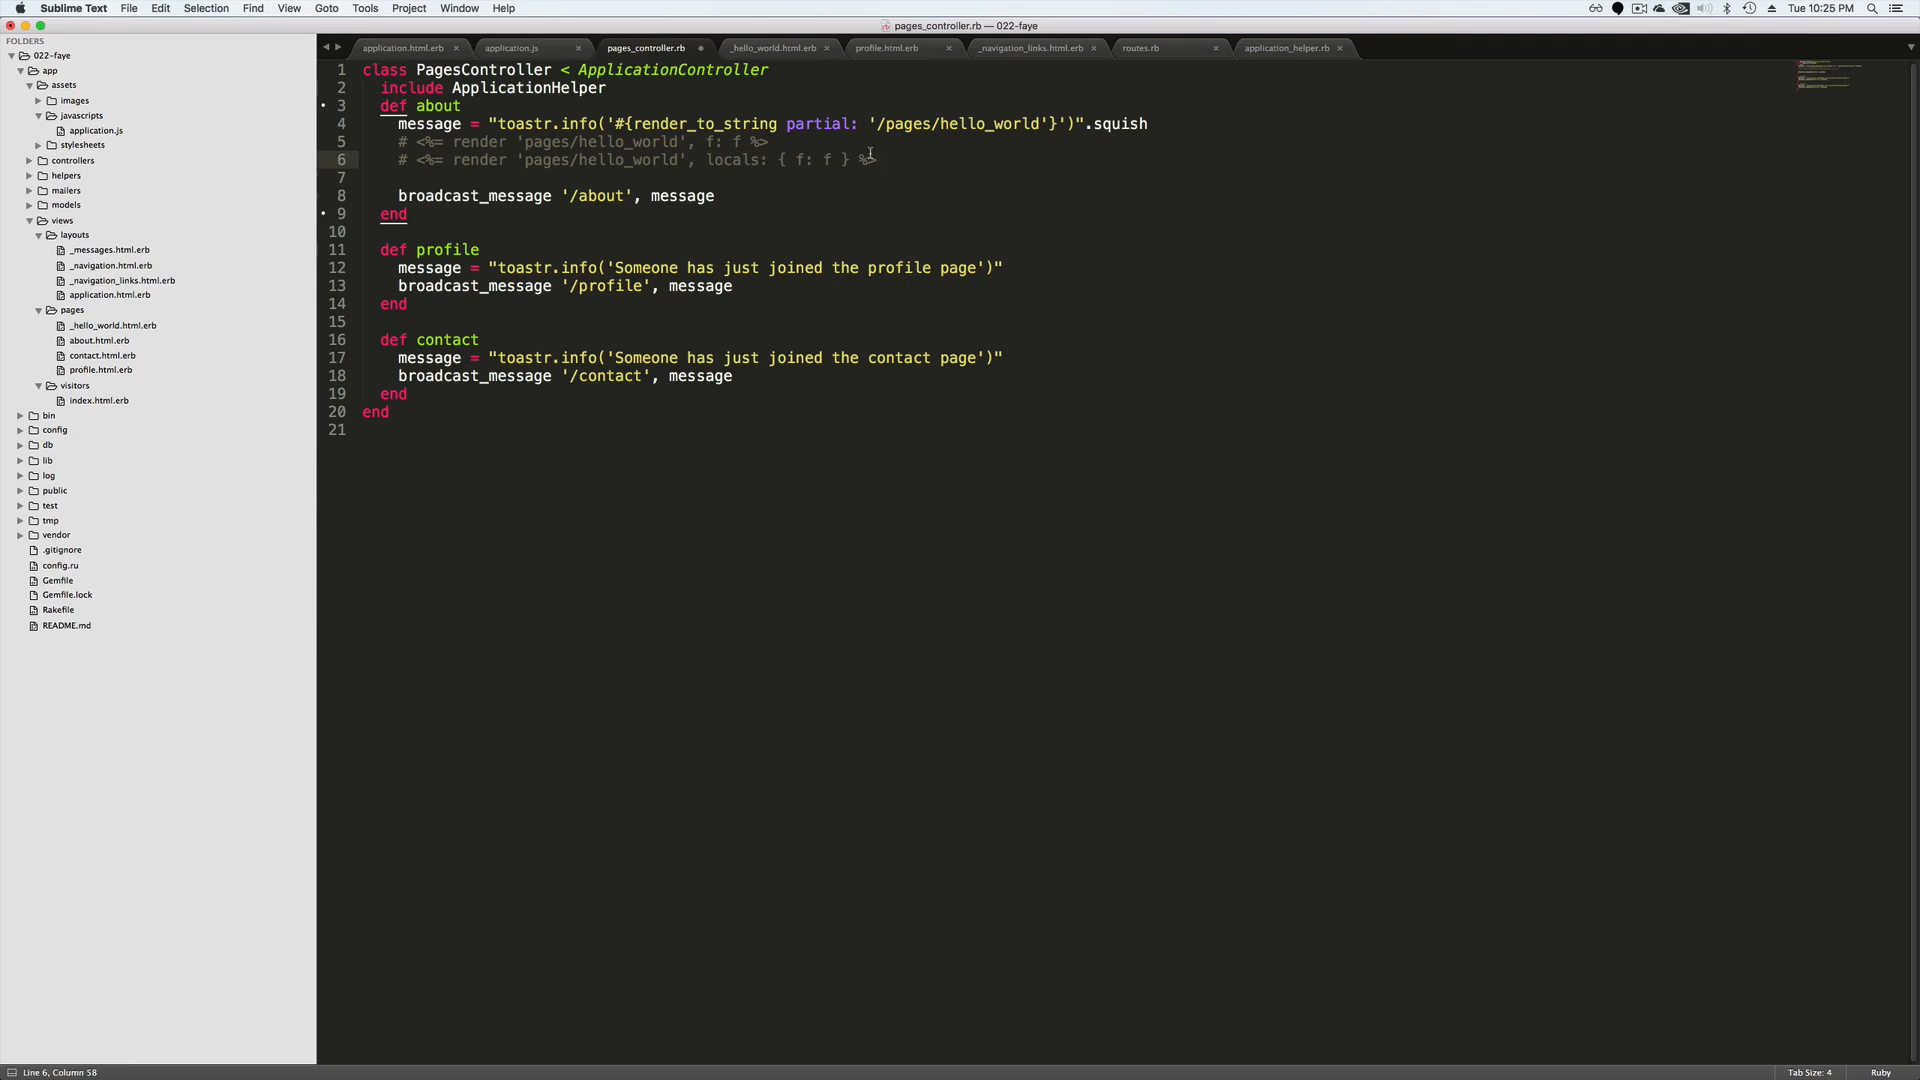 Sublime Text File Edit Selection Find View Goto Tools Project Window Help
Tue 10:25 PM
pages_controller.rb — 022-faye
FOLDERS
022-faye
app
assets
images
javascripts
application.js
stylesheets
controllers
helpers
mailers
models
views
layouts
_messages.html.erb
_navigation.html.erb
_navigation_links.html.erb
application.html.erb
pages
_hello_world.html.erb
about.html.erb
contact.html.erb
profile.html.erb
visitors
index.html.erb
bin
config
db
lib
log
public
test
tmp
vendor
.gitignore
config.ru
Gemfile
Gemfile.lock
Rakefile
README.md
application.html.erb application.js pages_controller.rb _hello_world.html.erb profile.html.erb _navigation_links.html.erb routes.rb application_helper.rb
1 class PagesController < ApplicationController
2 include ApplicationHelper
3 def about
4 message = "toastr.info('#{render_to_string partial: '/pages/hello_world'}')".squish
5 # <%= render 'pages/hello_world', f: f %>
6 # <%= render 'pages/hello_world', locals: { f: f } %>
7
8 broadcast_message '/about', message
9 end
10
11 def profile
12 message = "toastr.info('Someone has just joined the profile page')"
13 broadcast_message '/profile', message
14 end
15
16 def contact
17 message = "toastr.info('Someone has just joined the contact page')"
18 broadcast_message '/contact', message
19 end
20 end
21
Line 6, Column 58
Tab Size: 4
Ruby